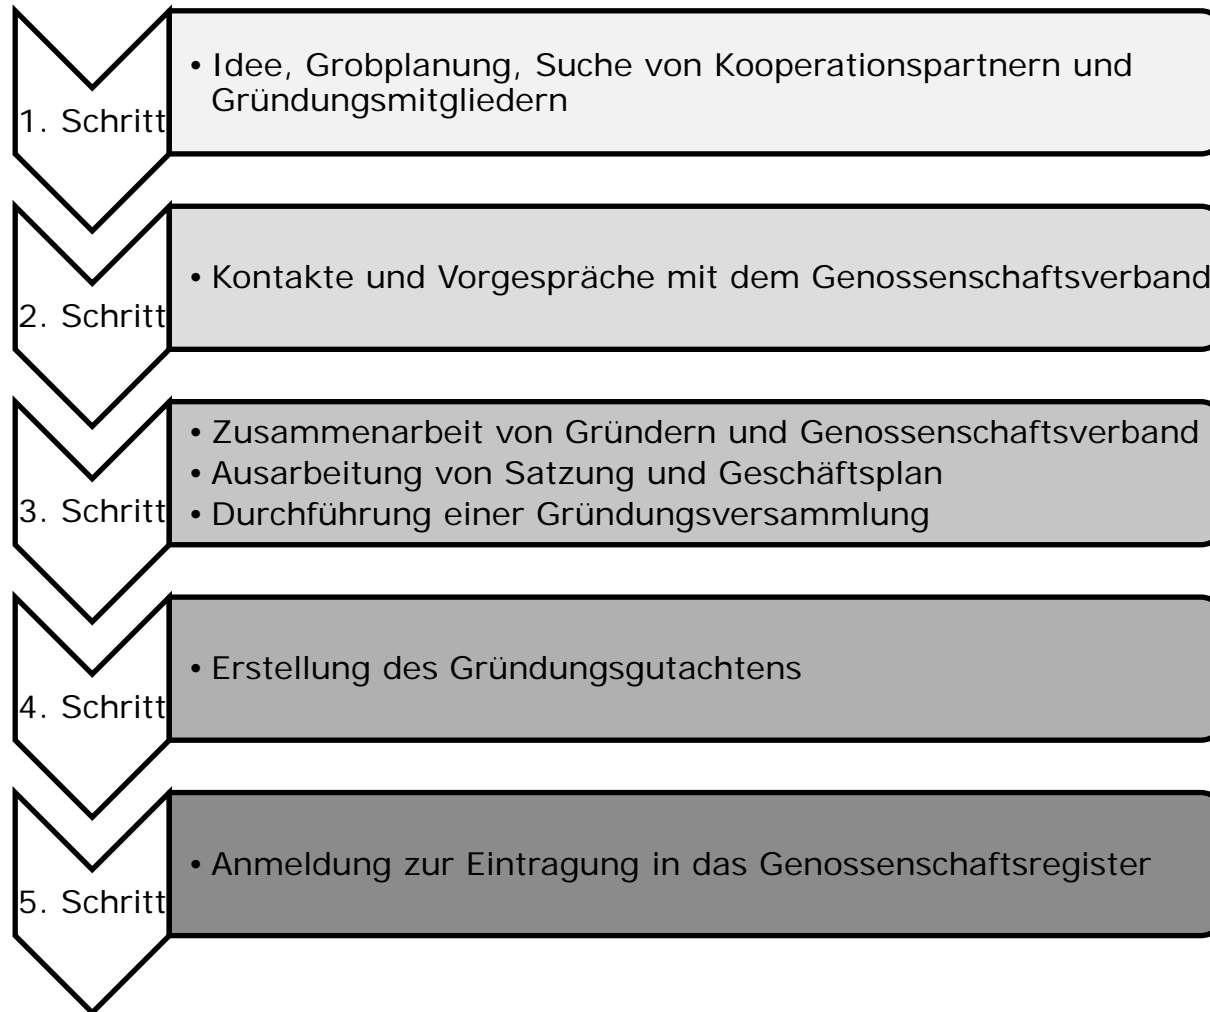 1. Schritt
• Idee, Grobplanung, Suche von Kooperationspartnern und
Gründungsmitgliedern
2. Schritt
• Kontakte und Vorgespräche mit dem Genossenschaftsverband
3. Schritt
• Zusammenarbeit von Gründern und Genossenschaftsverband
• Ausarbeitung von Satzung und Geschäftsplan
• Durchführung einer Gründungsversammlung
4. Schritt
• Erstellung des Gründungsgutachtens
5. Schritt
• Anmeldung zur Eintragung in das Genossenschaftsregister